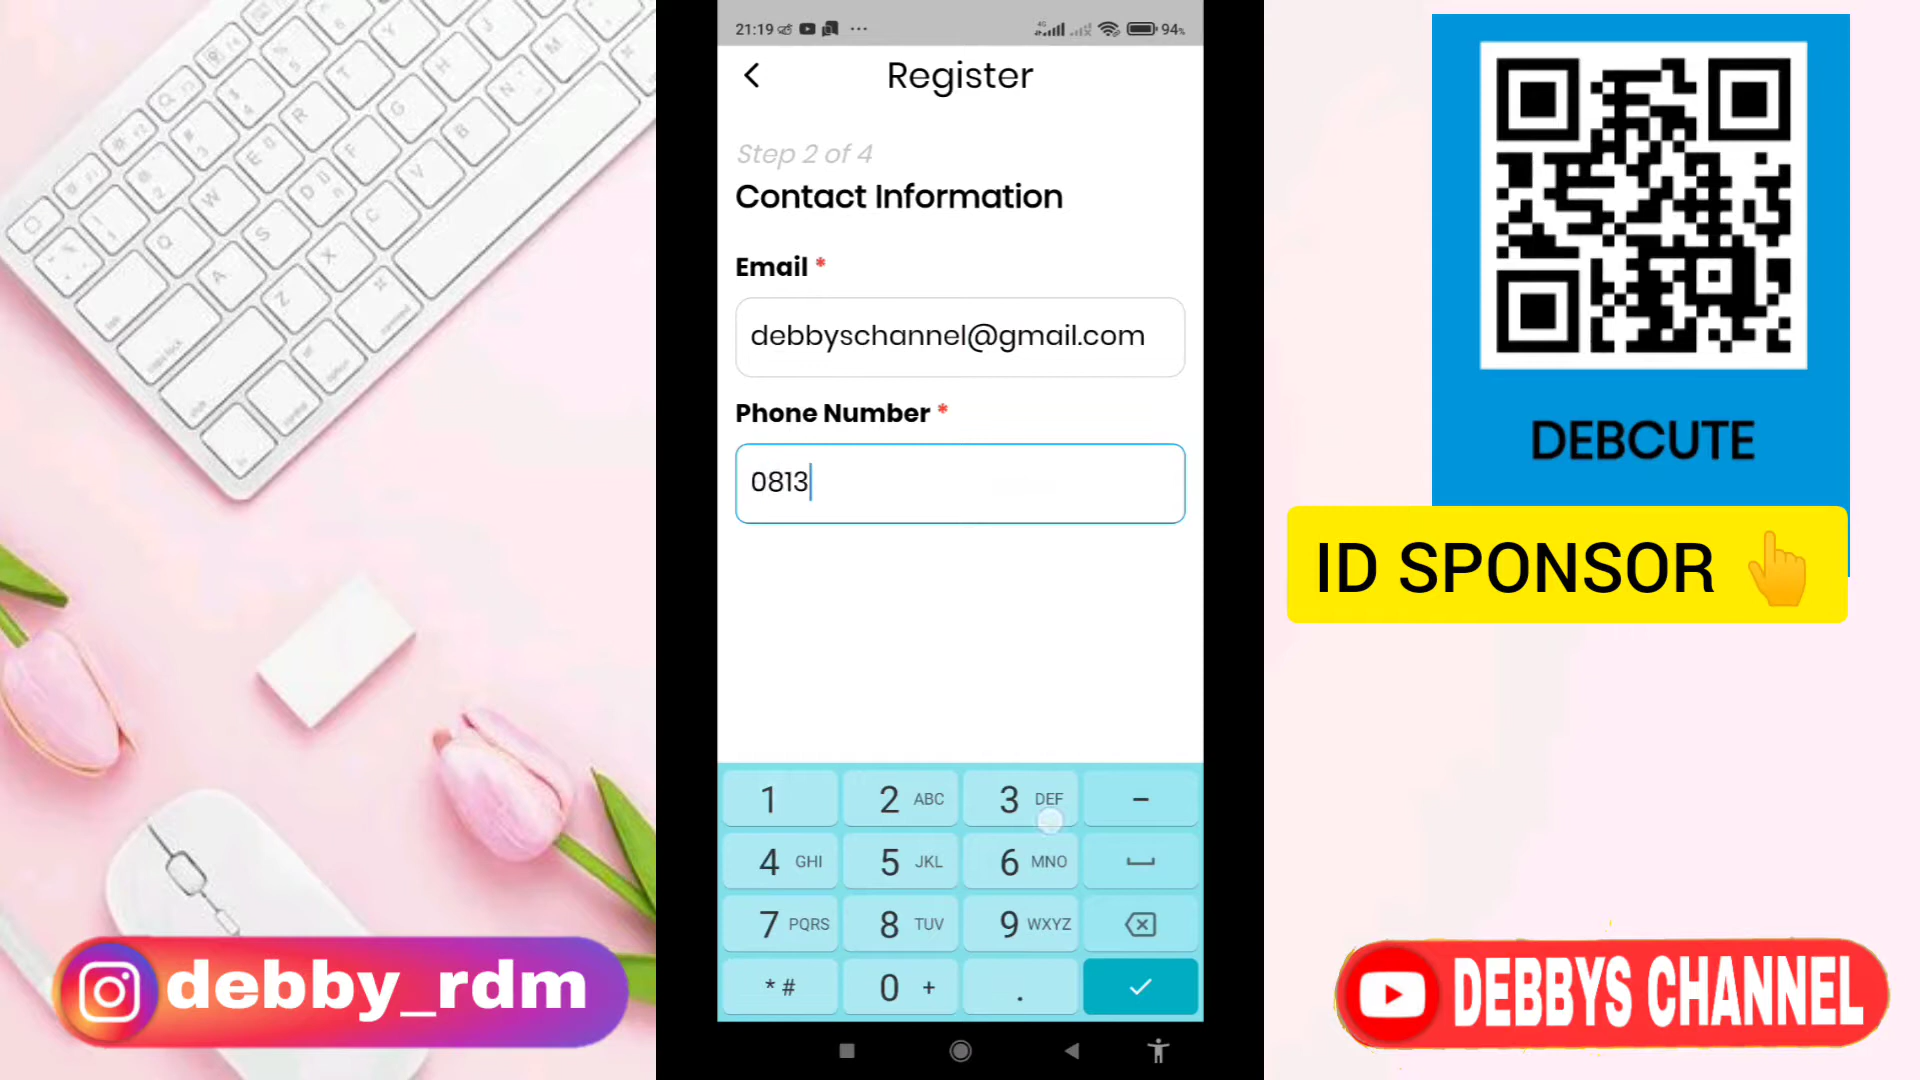 21:19
4G
94%
Register
Step 2 of 4
Contact Information
Email *
debbyschannel@gmail.com
Phone Number *
0813
1
2 ABC
3 DEF
-
4 GHI
5 JKL
6 MNO
7 PQRS
8 TUV
9 WXYZ
* #
0 +
.
DEBCUTE
ID SPONSOR 👆
debby_rdm
DEBBYS CHANNEL